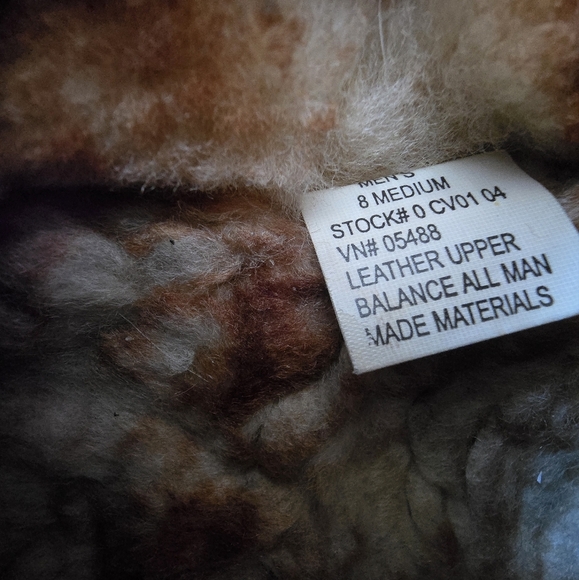 MEN'S
8 MEDIUM
STOCK# 0 CV01 04
VN# 05488
LEATHER UPPER
BALANCE ALL MAN
MADE MATERIALS